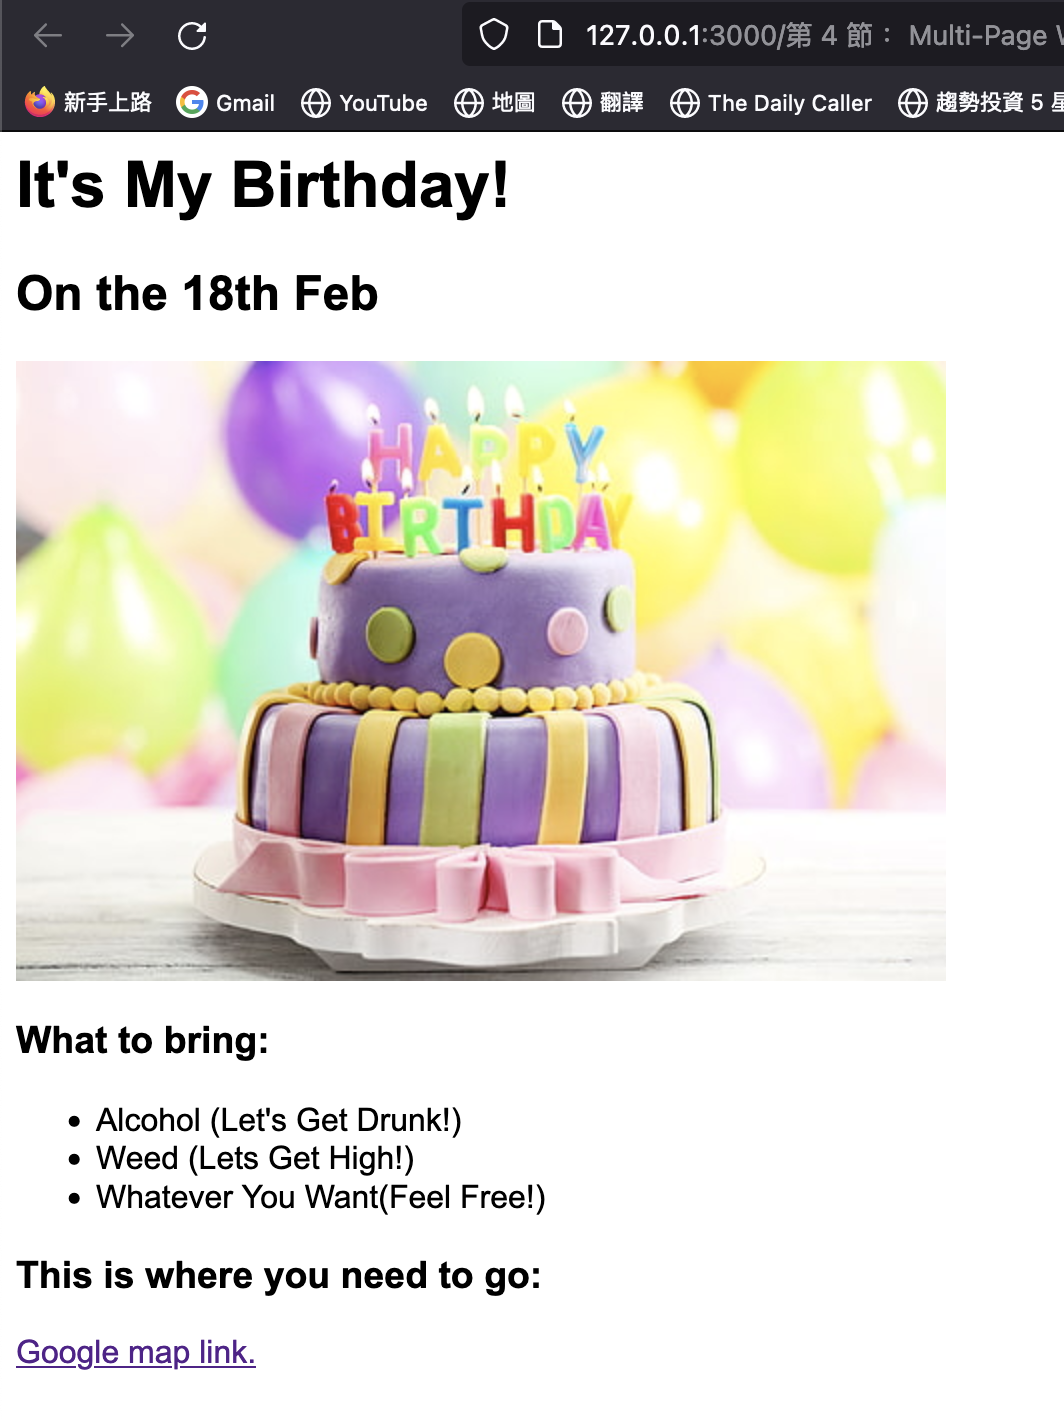 127.0.0.1:3000/第 4 節： Multi-Page
新手上路 Gmail YouTube 地圖 翻譯 The Daily Caller 趨勢投資 5
It's My Birthday!
On the 18th Feb
HAPPY
BIRTHDAY
What to bring:
Alcohol (Let's Get Drunk!)
Weed (Lets Get High!)
Whatever You Want(Feel Free!)
This is where you need to go:
Google map link.